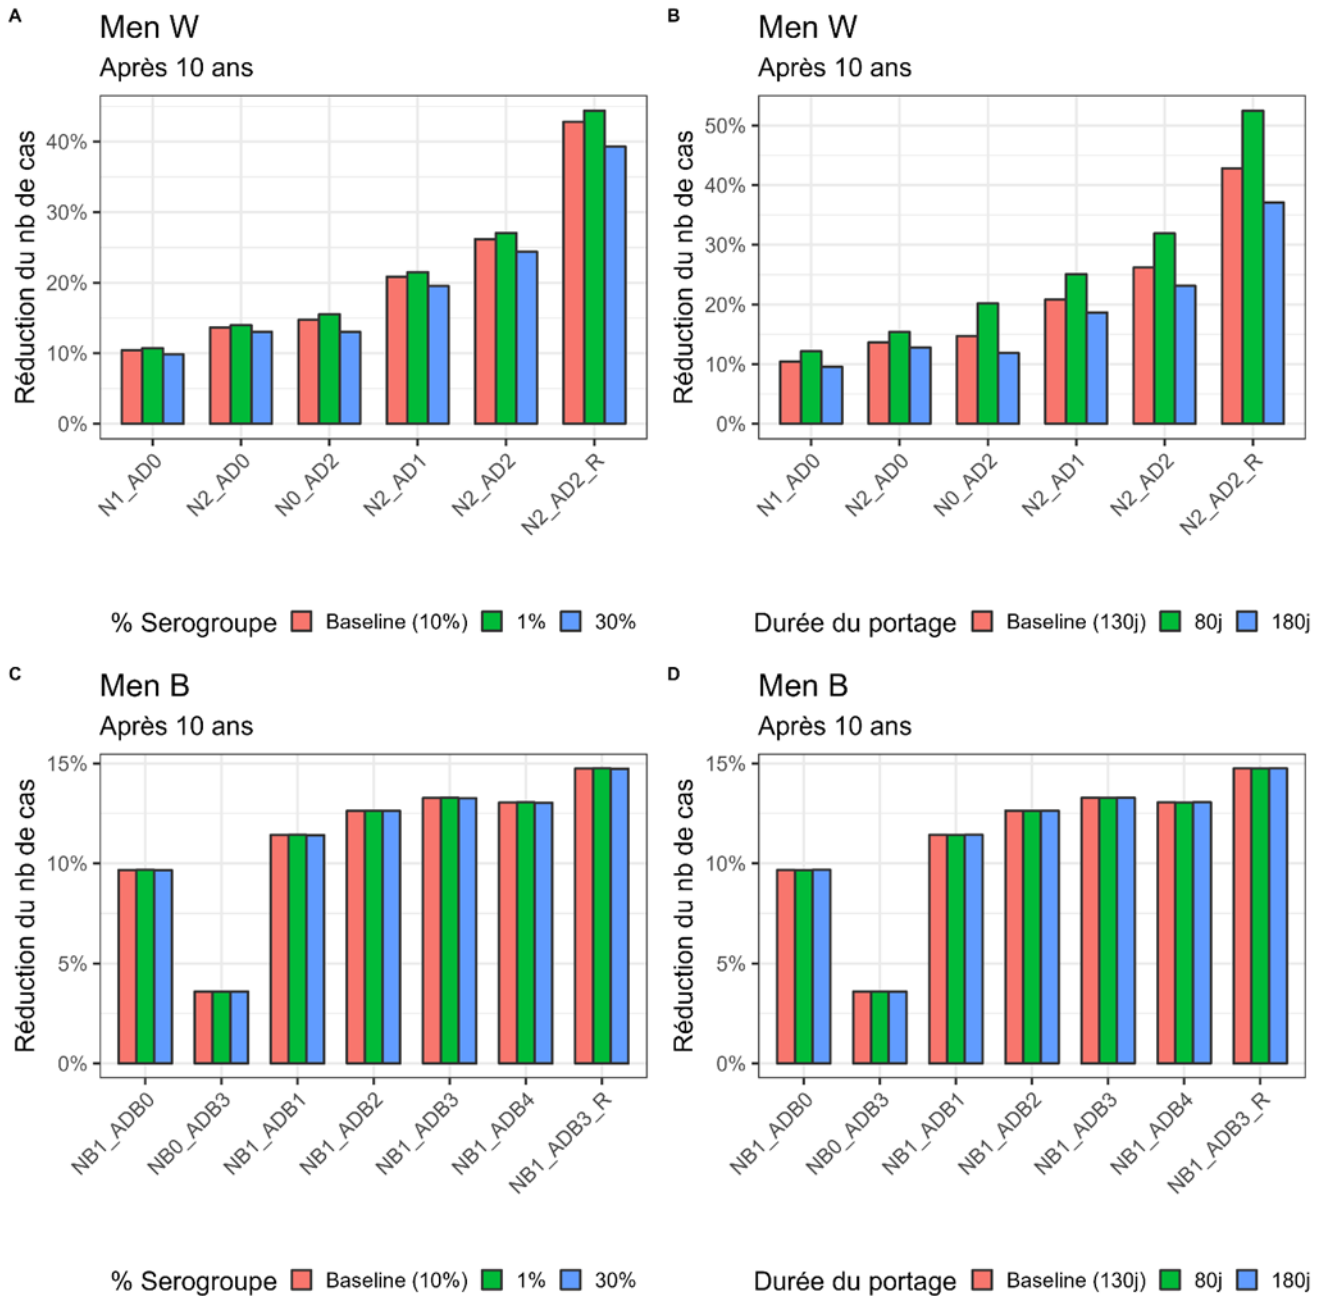 A
Men W
Après 10 ans
Réduction du nb de cas
40%
30%
20%
10%
0%
N1_AD0
N2_AD0
N0_AD2
N2_AD1
N2_AD2
N2_AD2_R
% Serogroupe Baseline (10%) 1% 30%
B
Men W
Après 10 ans
Réduction du nb de cas
50%
40%
30%
20%
10%
0%
N1_AD0
N2_AD0
N0_AD2
N2_AD1
N2_AD2
N2_AD2_R
Durée du portage Baseline (130j) 80j 180j
C
Men B
Après 10 ans
Réduction du nb de cas
15%
10%
5%
0%
NB1_ADB0
NB0_ADB3
NB1_ADB1
NB1_ADB2
NB1_ADB3
NB1_ADB4
NB1_ADB3_R
% Serogroupe Baseline (10%) 1% 30%
D
Men B
Après 10 ans
Réduction du nb de cas
15%
10%
5%
0%
NB1_ADB0
NB0_ADB3
NB1_ADB1
NB1_ADB2
NB1_ADB3
NB1_ADB4
NB1_ADB3_R
Durée du portage Baseline (130j) 80j 180j